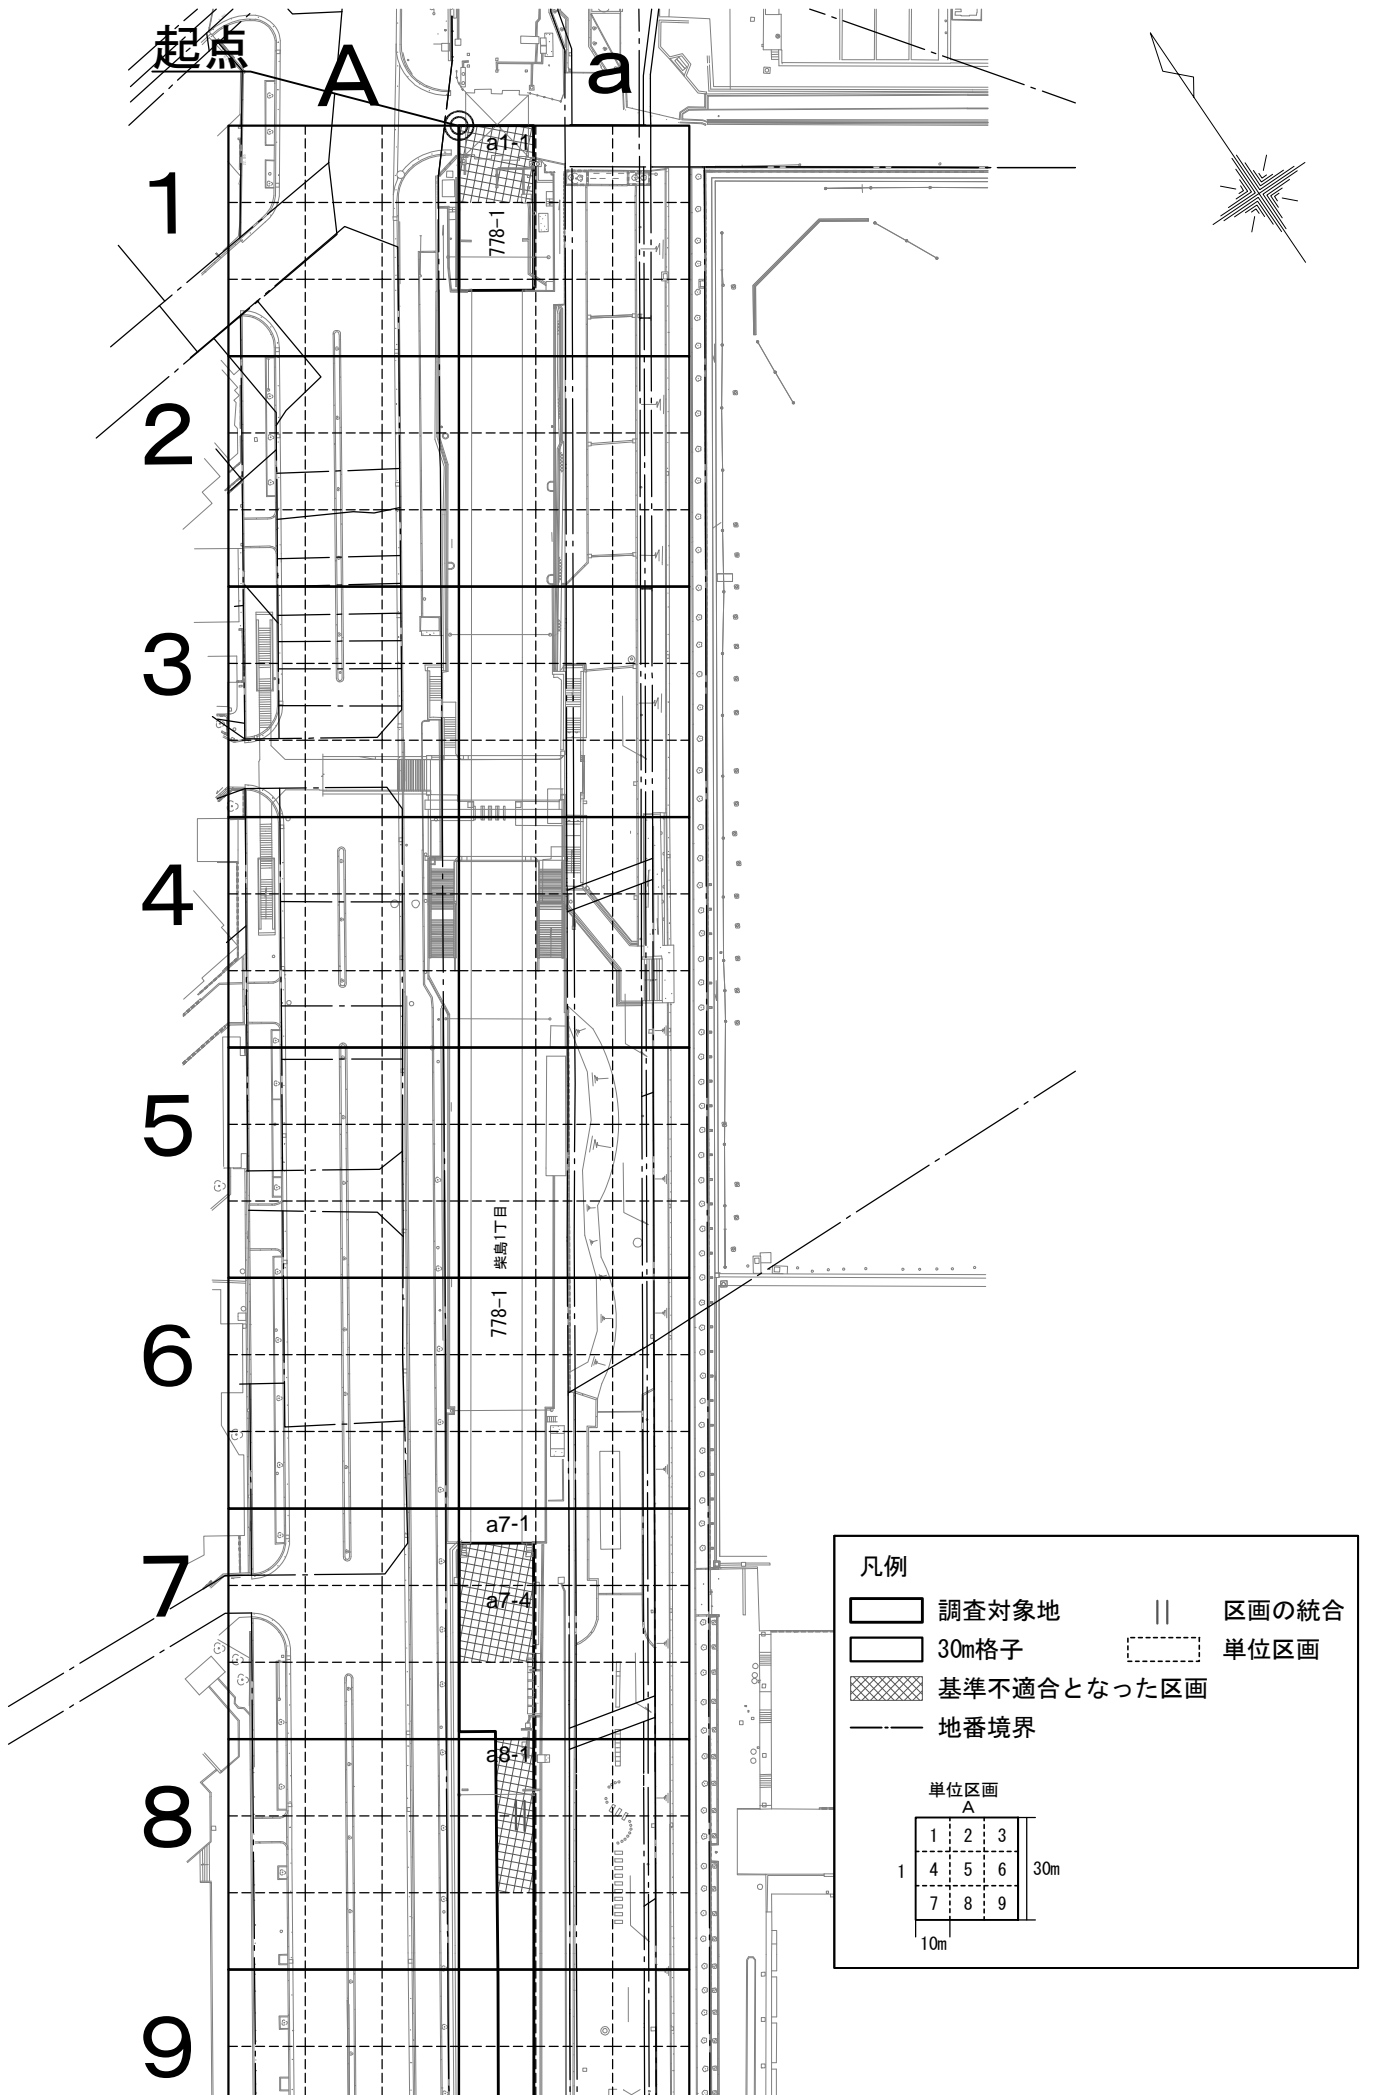 起点
A
a
a1-1
1
778-1
2
3
4
5
柴島1丁目
778-1
6
a7-1
7
a7-4
a8-1
8
9
凡例
調査対象地
区画の統合
30m格子
単位区画
基準不適合となった区画
地番境界
単位区画
A
1 2 3
1 4 5 6 30m
7 8 9
10m